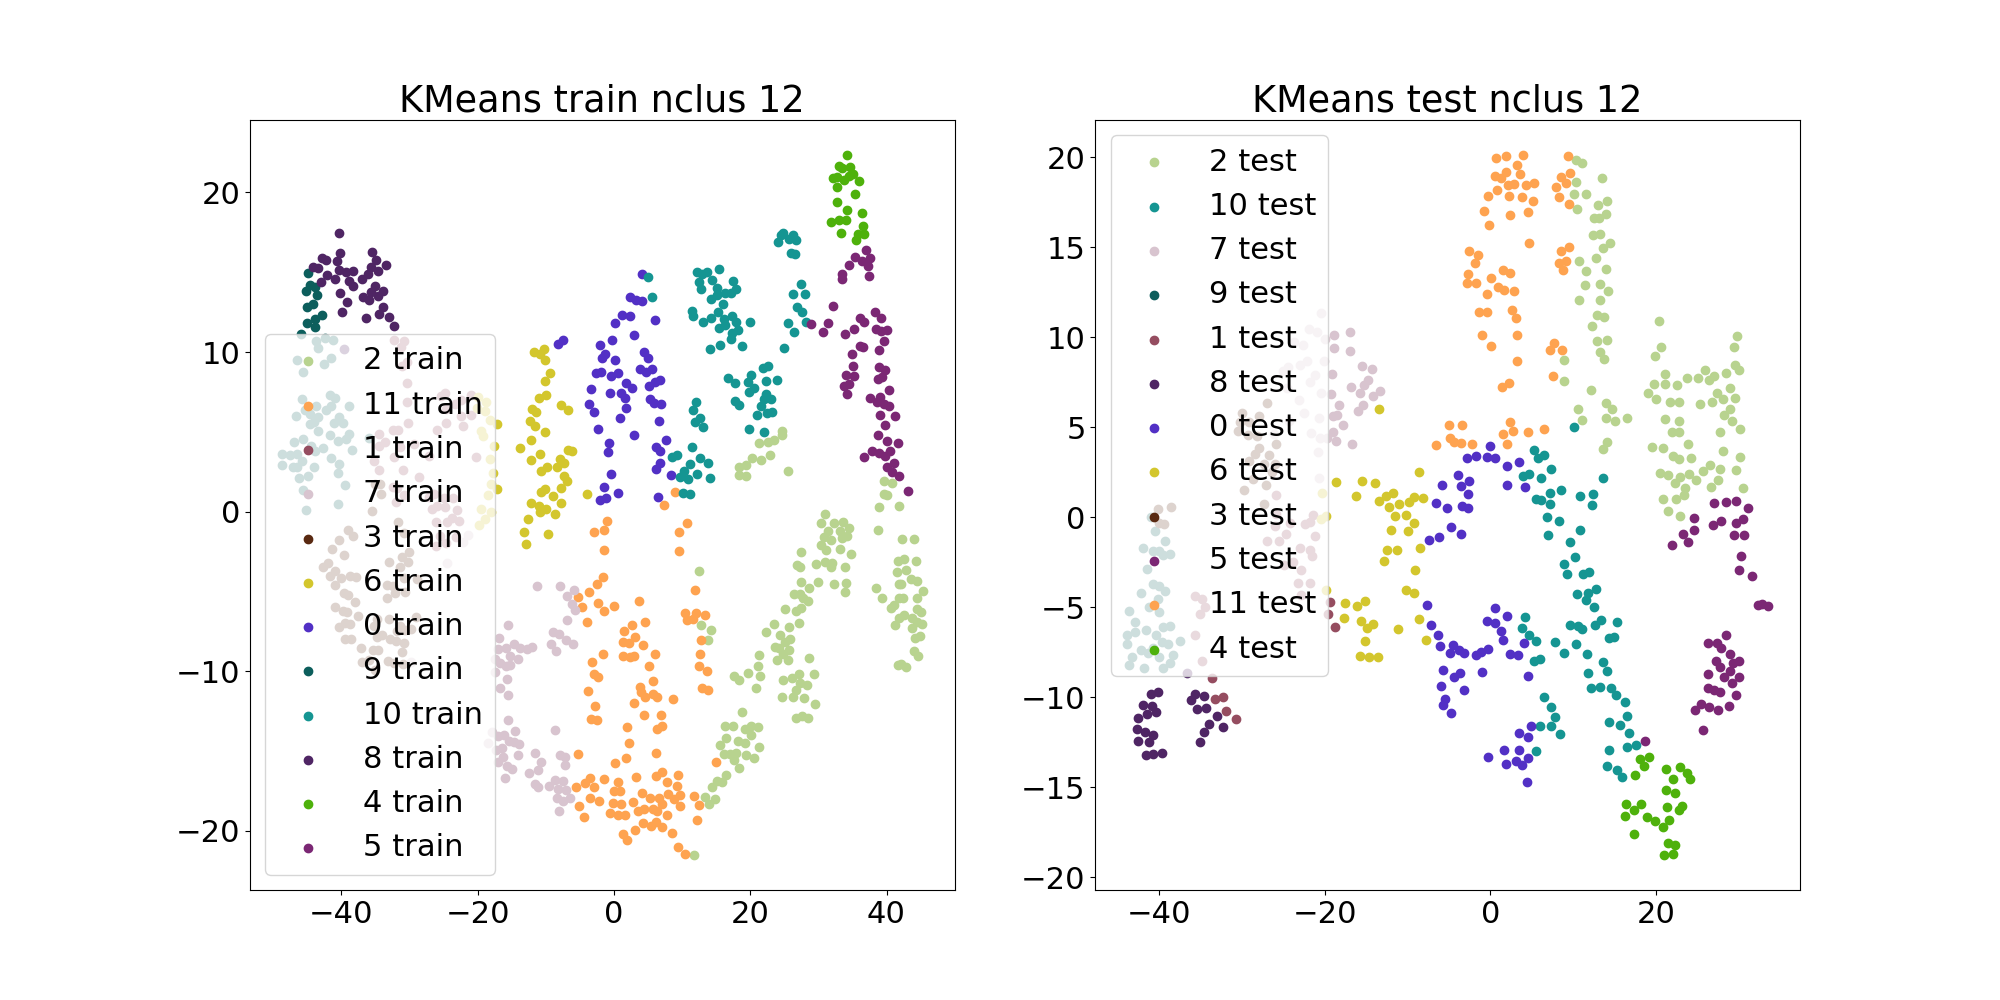 KMeans train nclus 12
20
10
0
−10
−20
−40
−20
0
20
40
2 train
11 train
1 train
7 train
3 train
6 train
0 train
9 train
10 train
8 train
4 train
5 train
KMeans test nclus 12
20
15
10
5
0
−5
−10
−15
−20
−40
−20
0
20
2 test
10 test
7 test
9 test
1 test
8 test
0 test
6 test
3 test
5 test
11 test
4 test